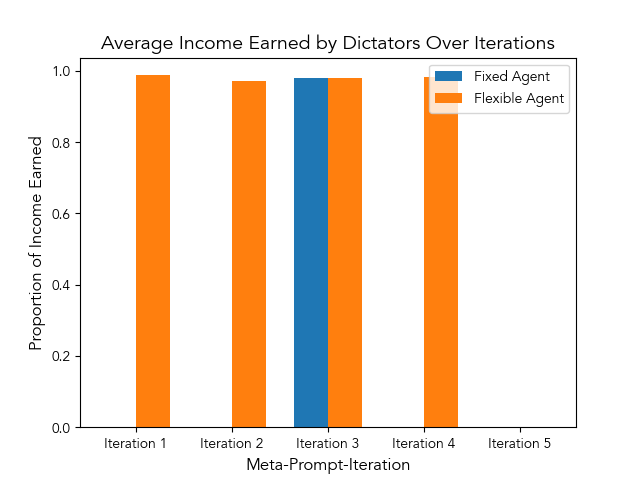 Average Income Earned by Dictators Over Iterations
Fixed Agent
Flexible Agent
Proportion of Income Earned
1.0
0.8
0.6
0.4
0.2
0.0
Iteration 1
Iteration 2
Iteration 3
Iteration 4
Iteration 5
Meta-Prompt-Iteration